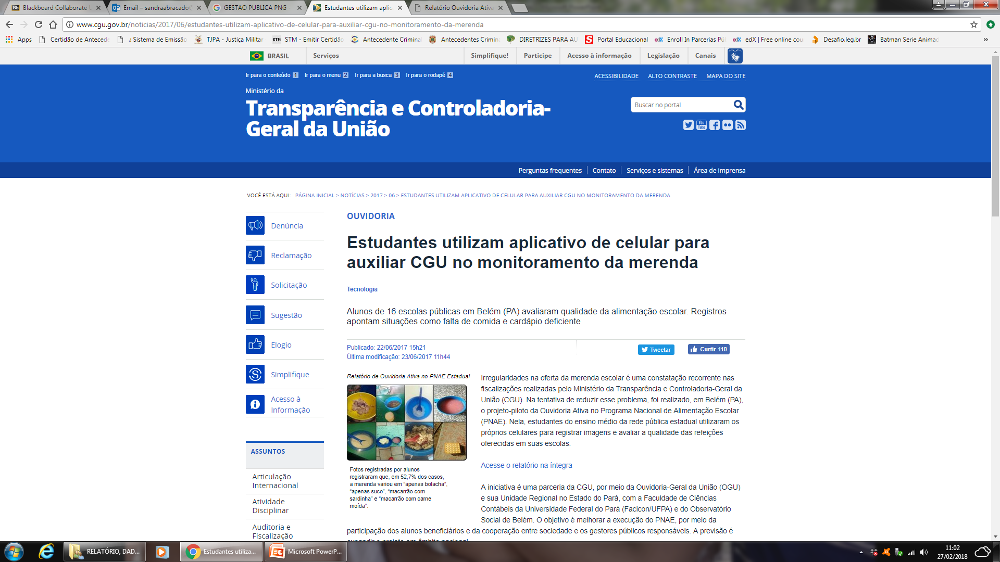 Blackboard Collaborate
Email – sandraabracado
GESTAO PUBLICA PNG -
Estudantes utilizam aplic
Relatório Ouvidoria Ativa
www.cgu.gov.br/noticias/2017/06/estudantes-utilizam-aplicativo-de-celular-para-auxiliar-cgu-no-monitoramento-da-merenda
Apps Certidão de Anteced .: Sistema de Emissão TJPA - Justiça Militar STM - Emitir Certidão Antecedente Crimina Antecedentes Crimin DIRETRIZES PARA AU Portal Educacional Enroll In Parcerias Pú edX | Free online cou Desafio.leg.br Batman Serie Animad »
BRASIL Serviços Simplifique! Participe Acesso à informação Legislação Canais
Ir para o conteúdo 1 Ir para o menu 2 Ir para a busca 3 Ir para o rodapé 4
ACESSIBILIDADE ALTO CONTRASTE MAPA DO SITE
Ministério da
Transparência e Controladoria-
Geral da União
Buscar no portal
Perguntas frequentes Contato Serviços e sistemas Área de imprensa
VOCÊ ESTÁ AQUI: PÁGINA INICIAL > NOTÍCIAS > 2017 > 06 > ESTUDANTES UTILIZAM APLICATIVO DE CELULAR PARA AUXILIAR CGU NO MONITORAMENTO DA MERENDA
Denúncia
Reclamação
Solicitação
Sugestão
Elogio
Simplifique
Acesso à
Informação
ASSUNTOS
Articulação
Internacional
Atividade
Disciplinar
Auditoria e
Fiscalização
OUVIDORIA
Estudantes utilizam aplicativo de celular para
auxiliar CGU no monitoramento da merenda
Tecnologia
Alunos de 16 escolas públicas em Belém (PA) avaliaram qualidade da alimentação escolar. Registros
apontam situações como falta de comida e cardápio deficiente
Publicado: 22/06/2017 15h21
Última modificação: 23/06/2017 11h44
Tweetar Curtir 110
Relatório de Ouvidoria Ativa no PNAE Estadual
Fotos registradas por alunos
registraram que, em 52,7% dos casos,
a merenda variou em “apenas bolacha”,
“apenas suco”, “macarrão com
sardinha” e “macarrão com carne
moída”.
Irregularidades na oferta da merenda escolar é uma constatação recorrente nas
fiscalizações realizadas pelo Ministério da Transparência e Controladoria-Geral da
União (CGU). Na tentativa de reduzir esse problema, foi realizado, em Belém (PA),
o projeto-piloto da Ouvidoria Ativa no Programa Nacional de Alimentação Escolar
(PNAE). Nela, estudantes do ensino médio da rede pública estadual utilizaram os
próprios celulares para registrar imagens e avaliar a qualidade das refeições
oferecidas em suas escolas.
Acesse o relatório na íntegra
A iniciativa é uma parceria da CGU, por meio da Ouvidoria-Geral da União (OGU)
e sua Unidade Regional no Estado do Pará, com a Faculdade de Ciências
Contábeis da Universidade Federal do Pará (Facicon/UFPA) e do Observatório
Social de Belém. O objetivo é melhorar a execução do PNAE, por meio da
participação dos alunos beneficiários e da cooperação entre sociedade e os gestores públicos responsáveis. A previsão é
expandir o projeto em âmbito nacional.
RELATÓRIO, DAD...
Estudantes utiliza...
Microsoft PowerP...
11:02
27/02/2018